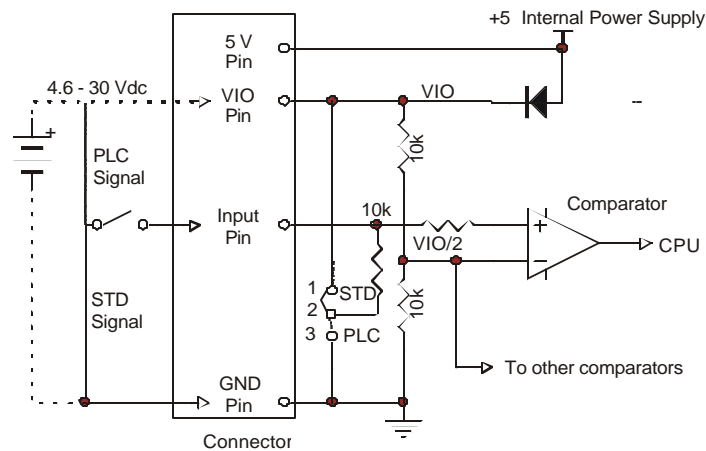 +5 Internal Power Supply
5 V
Pin
4.6 - 30 Vdc
VIO
Pin
VIO
--
+
PLC
Signal
10k
Input
Pin
10k
Comparator
+
VIO/2
CPU
–
STD
Signal
1
STD
2
10k
3
PLC
To other comparators
GND
Pin
Connector